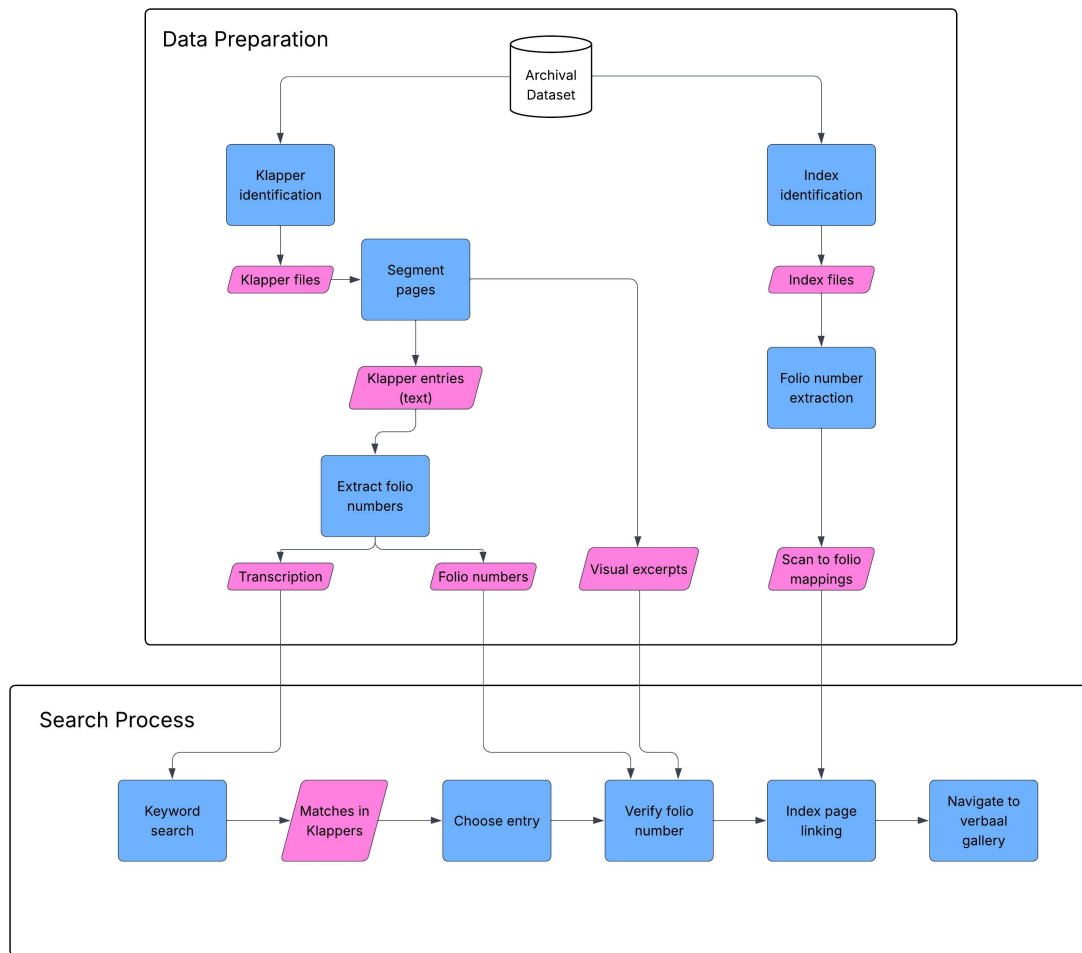 Data Preparation
Archival
Dataset
Klapper
identification
Index
identification
Klapper files
Segment
pages
Index files
Klapper entries
(text)
Folio number
extraction
Extract folio
numbers
Transcription
Folio numbers
Visual excerpts
Scan to folio
mappings
Search Process
Keyword
search
Matches in
Klappers
Choose entry
Verify folio
number
Index page
linking
Navigate to
verbaal
gallery